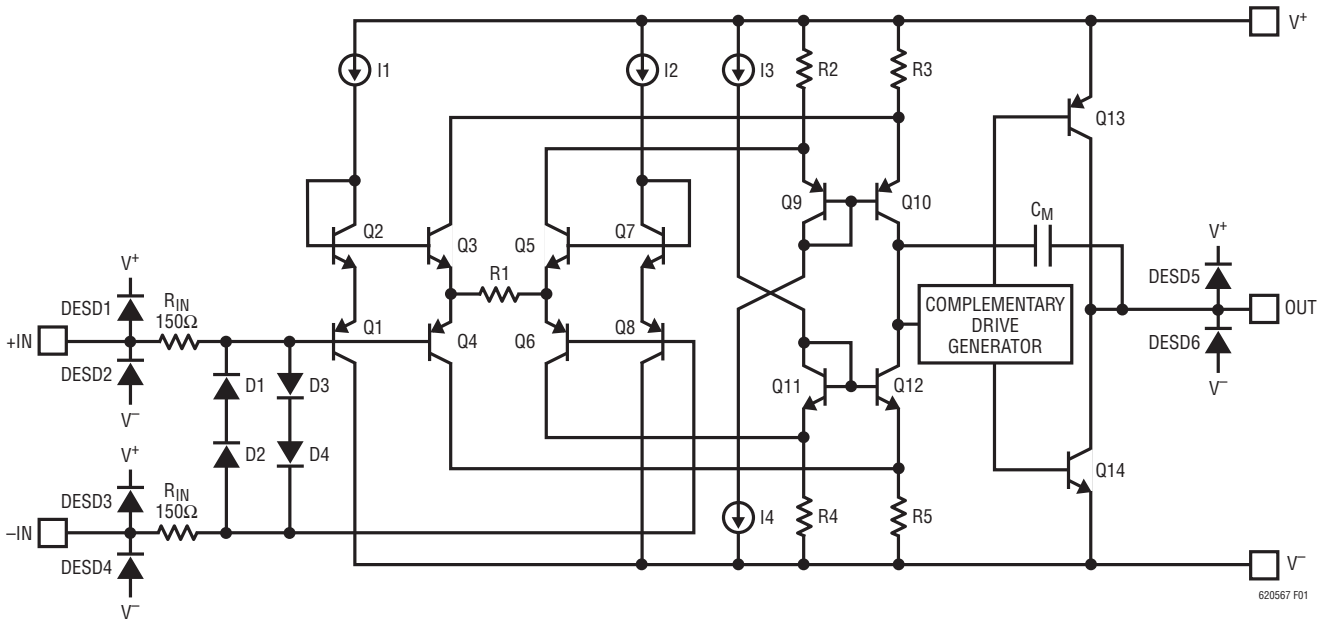 V+
I1
I2
I3
R2
R3
Q13
Q9
Q10
CM
Q2
Q3
Q5
Q7
V+
V+
DESD5
R1
DESD1
RIN
150Ω
COMPLEMENTARY
DRIVE
GENERATOR
OUT
+IN
Q1
Q4
Q6
Q8
DESD2
D1
D3
Q11
Q12
DESD6
V–
V–
V+
D2
D4
DESD3
RIN
150Ω
Q14
–IN
I4
R4
R5
DESD4
V–
V–
620567 F01